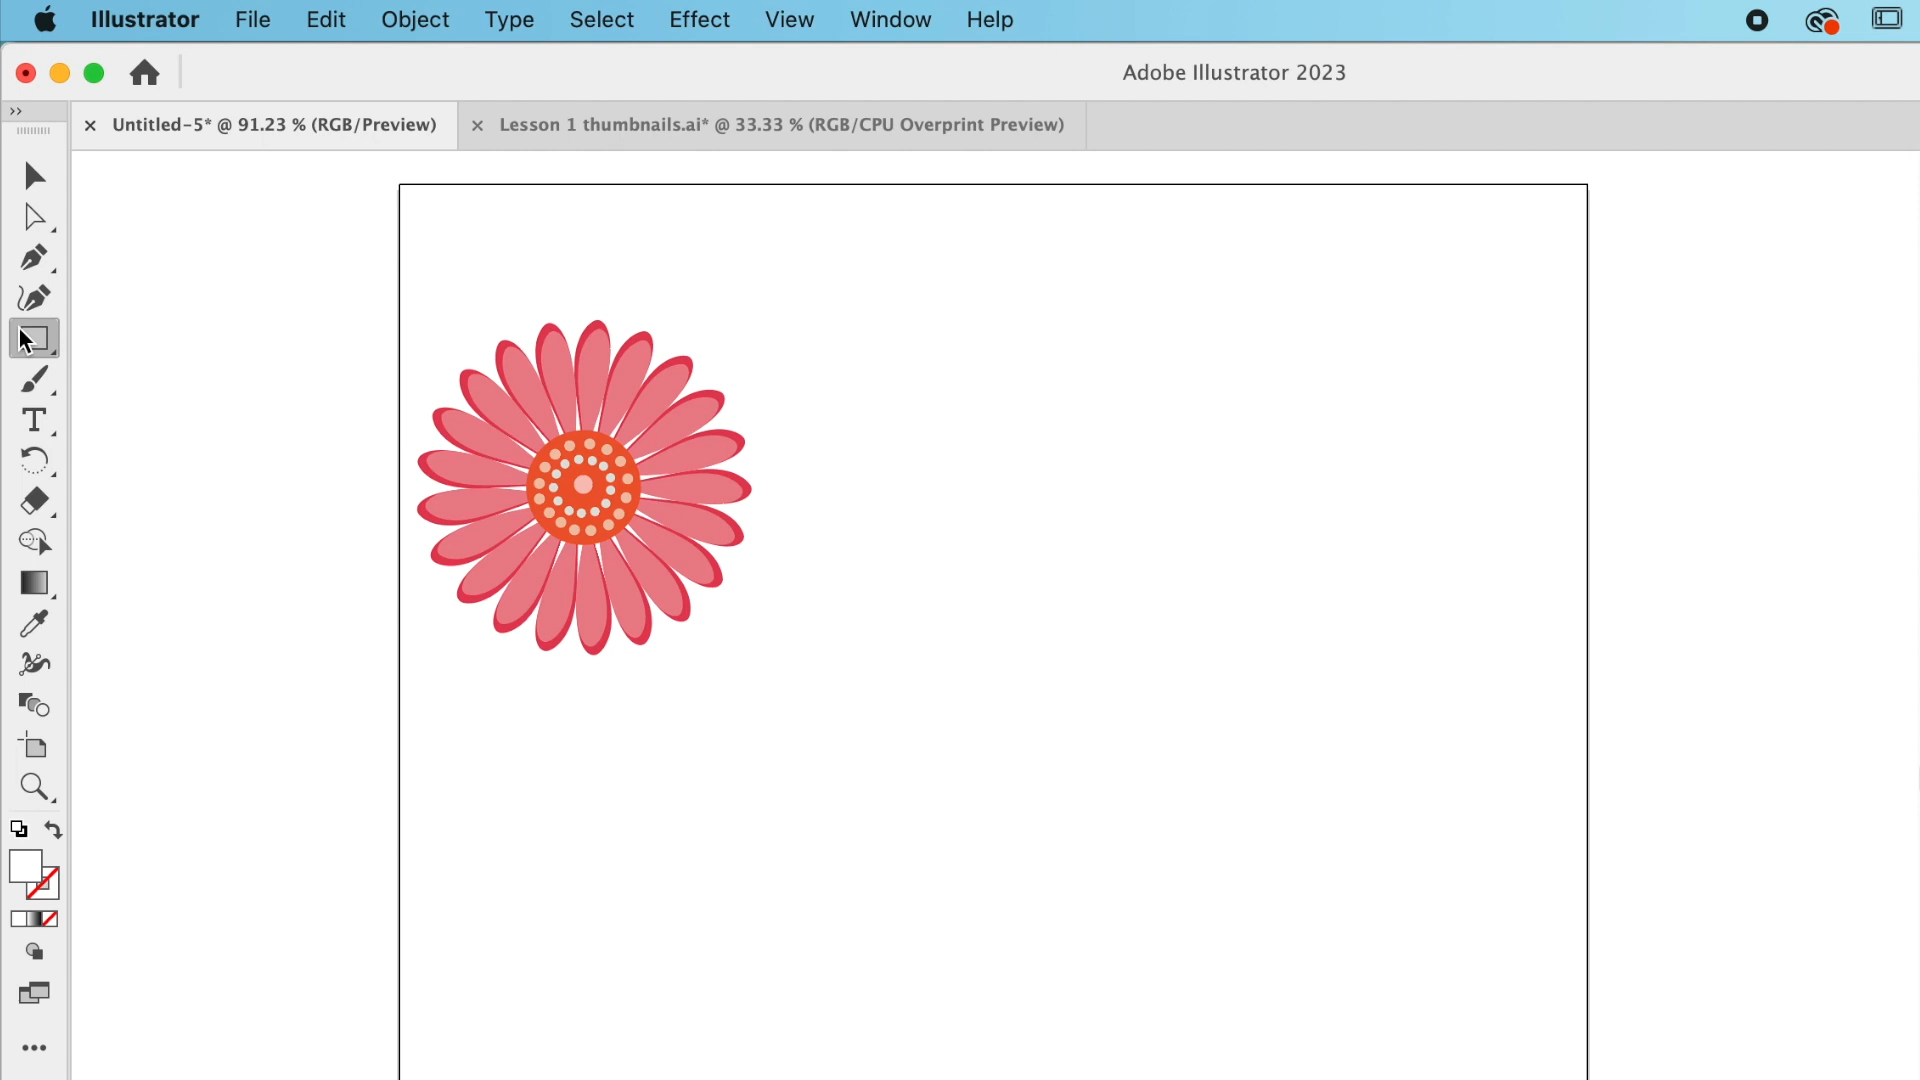 Illustrator File Edit Object Type Select Effect View Window Help
Adobe Illustrator 2023
Untitled-5* @ 91.23 % (RGB/Preview) Lesson 1 thumbnails.ai* @ 33.33 % (RGB/CPU Overprint Preview)